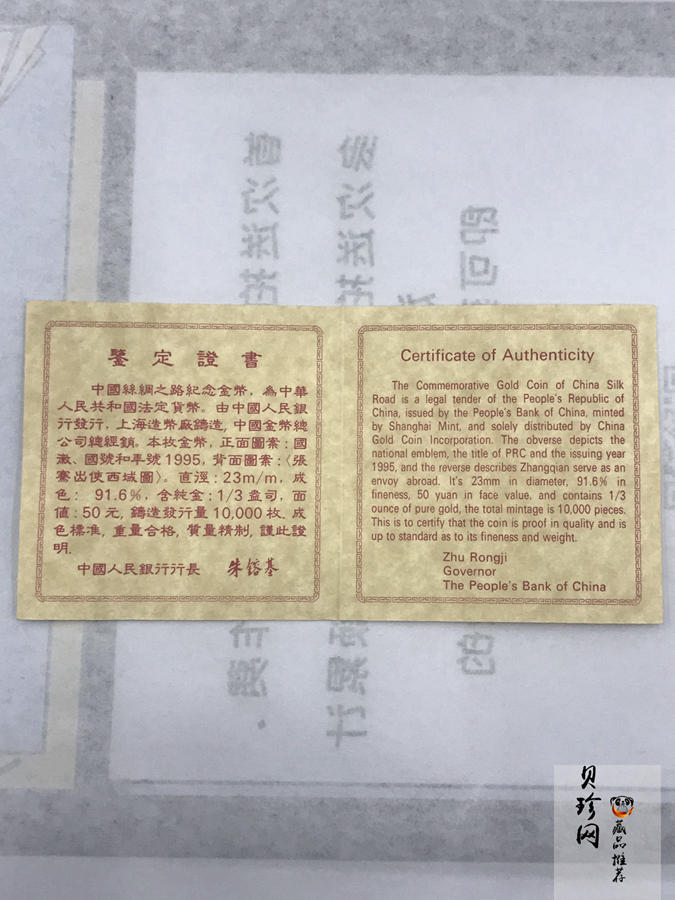 鑒定證書
中國絲綢之路紀念金幣，為中華
人民共和國法定貨幣。由中國人民銀
行發行，上海造幣廠鑄造，中國金幣總
公司總經銷。本枚金幣，正面圖案：國
徽、國號和年號1995，背面圖案：〈張
騫出使西域圖〉。直徑：23m/m，成
色： 91.6%，含純金：1/3 盎司，面
值：50元，鑄造發行量 10,000 枚。成
色標準，重量合格，質量精制，謹此證
明.
中國人民銀行行長 朱鎔基
Certificate of Authenticity
The Commemorative Gold Coin of China Silk
Road is a legal tender of the People's Republic of
China, issued by the People's Bank of China, minted
by Shanghai Mint, and solely distributed by China
Gold Coin Incorporation. The obverse depicts the
national emblem, the title of PRC and the issuing year
1995, and the reverse describes Zhangqian serve as an
envoy abroad. It's 23mm in diameter, 91.6% in
fineness, 50 yuan in face value, and contains 1/3
ounce of pure gold, the total mintage is 10,000 pieces.
This is to certify that the coin is proof in quality and is
up to standard as to its fineness and weight.
Zhu Rongji
Governor
The People's Bank of China
贝珍网
藏品推荐